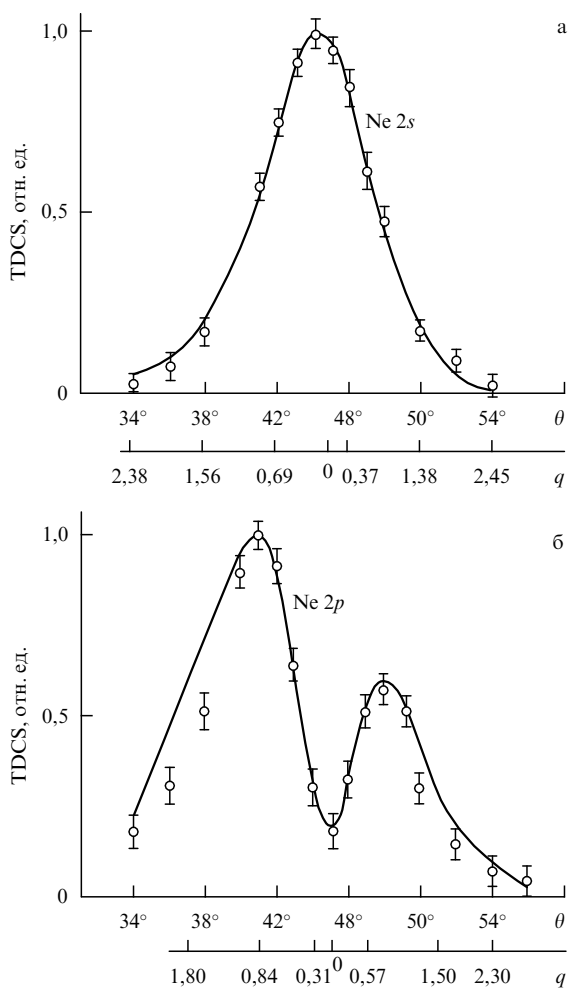 а
1,0
Ne 2s
0,5
TDCS, отн. ед.
0
34° 38° 42° 48° 50° 54° θ
2,38 1,56 0,69 0 0,37 1,38 2,45 q
б
1,0
Ne 2p
0,5
TDCS, отн. ед.
0
34° 38° 42° 48° 50° 54° θ
1,80 0,84 0,31 0 0,57 1,50 2,30 q